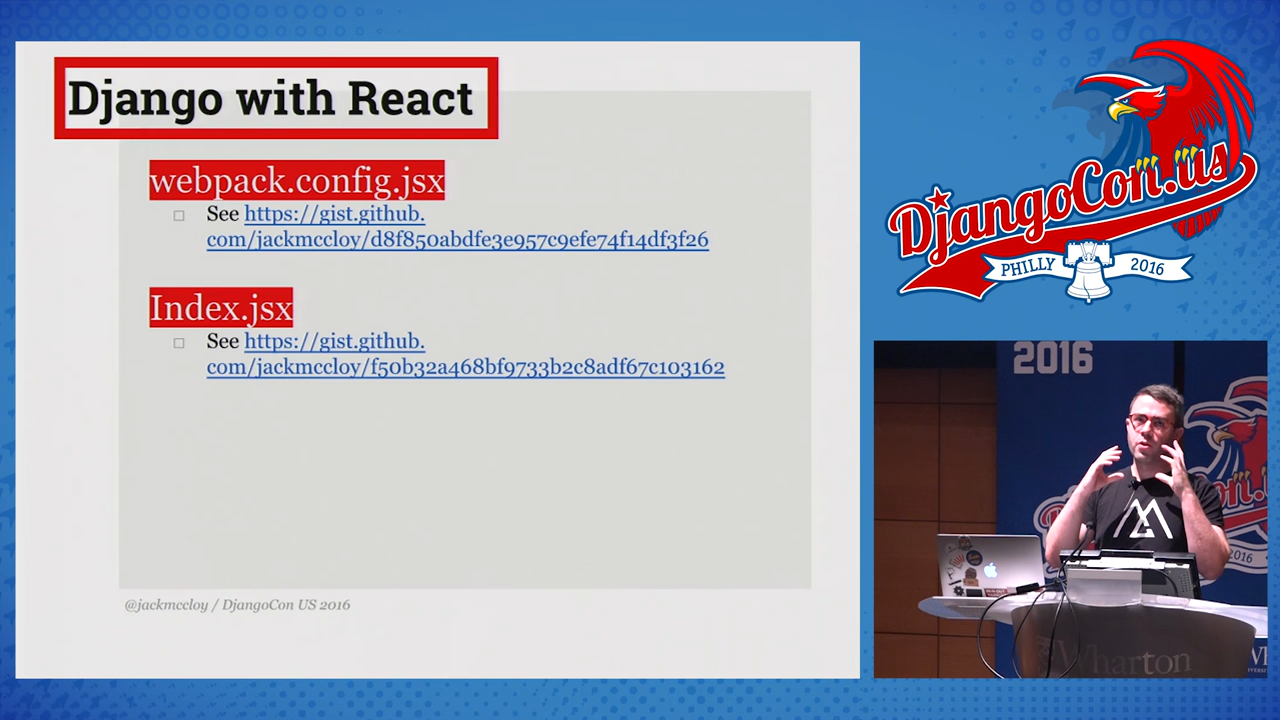 Django with React
webpack.config.jsx
See https://gist.github.
com/jackmccloy/d8f850abdfe3e957c9efe74f14df3f26
Index.jsx
See https://gist.github.
com/jackmccloy/f50b32a468bf9733b2c8adf67c103162
@jackmccloy / DjangoCon US 2016
DjangoCon.us
PHILLY 2016
2016
2016
Wharton